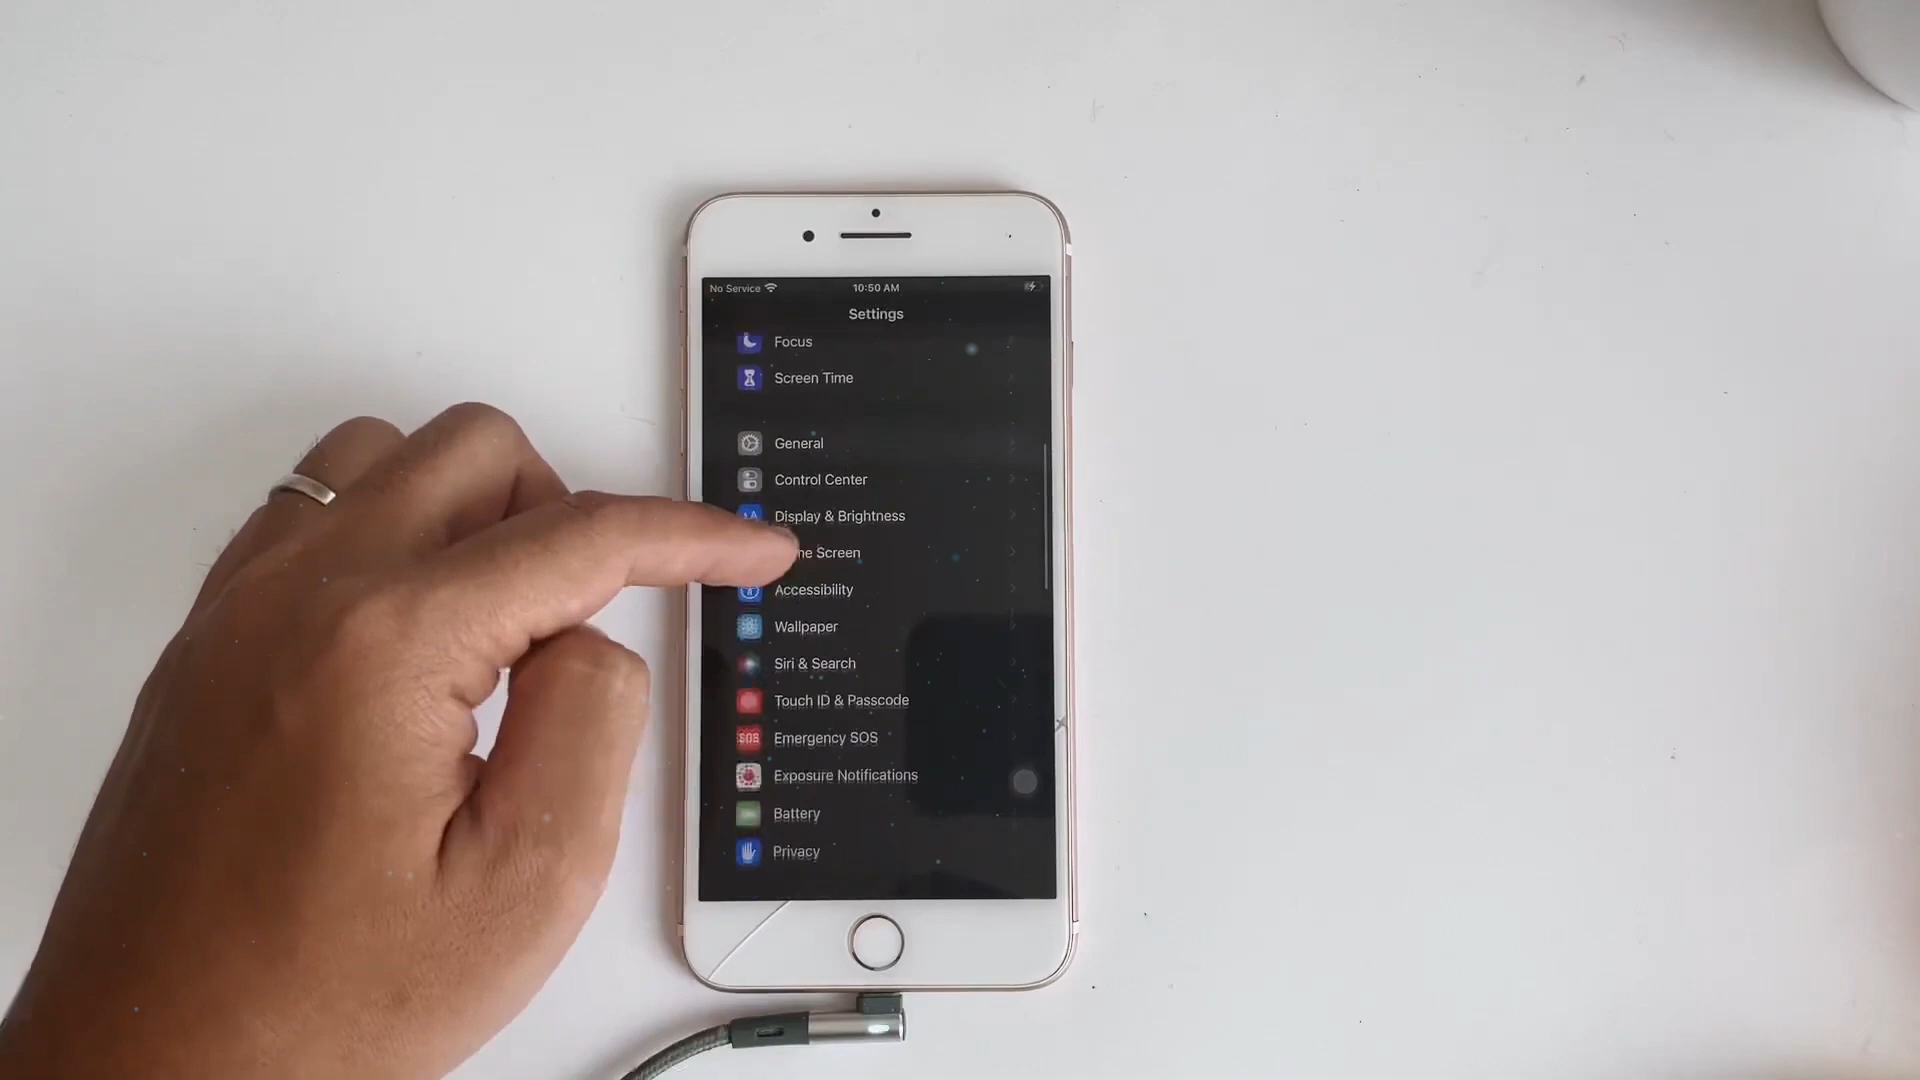 No Service 10:50 AM
Settings
Focus
Screen Time
General
Control Center
Display & Brightness
Screen
Accessibility
Wallpaper
Siri & Search
Touch ID & Passcode
SOS Emergency SOS
Exposure Notifications
Battery
Privacy